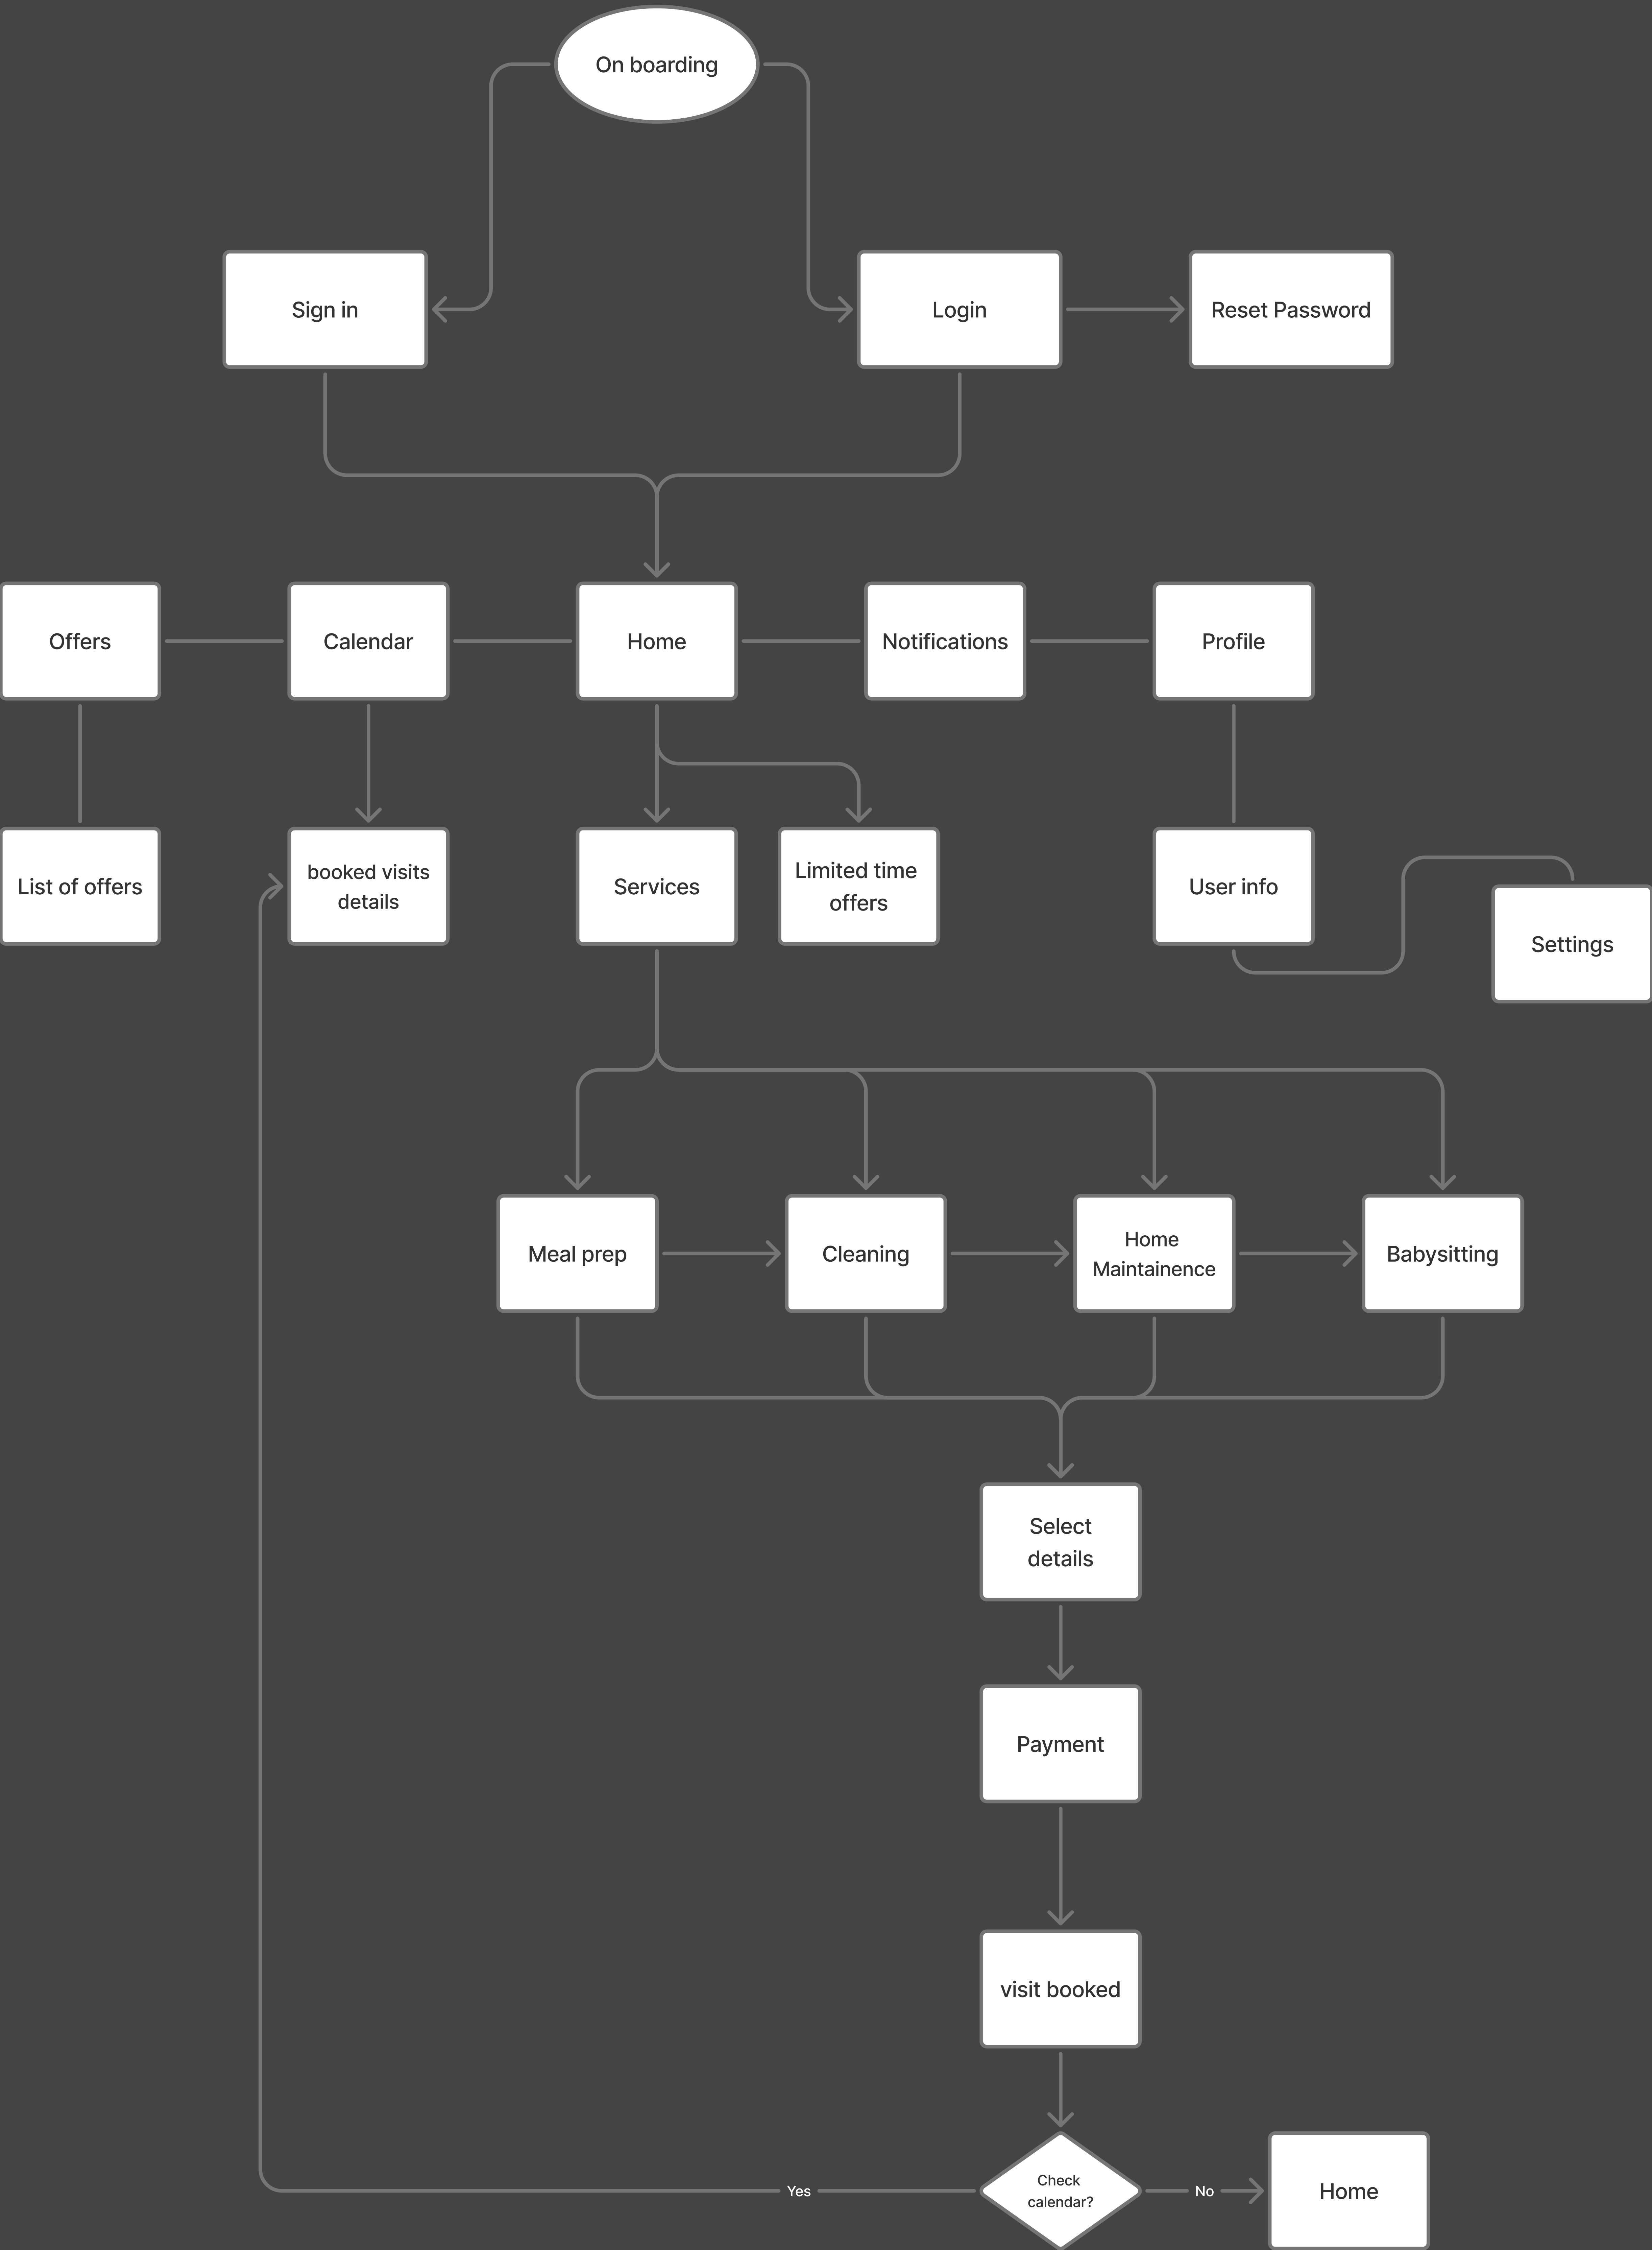 On boarding
Sign in
Login
Reset Password
Offers
Calendar
Home
Notifications
Profile
List of offers
booked visits
details
Services
Limited time
offers
User info
Settings
Meal prep
Cleaning
Home
Maintainence
Babysitting
Select
details
Payment
visit booked
Yes
Check
calendar?
No
Home